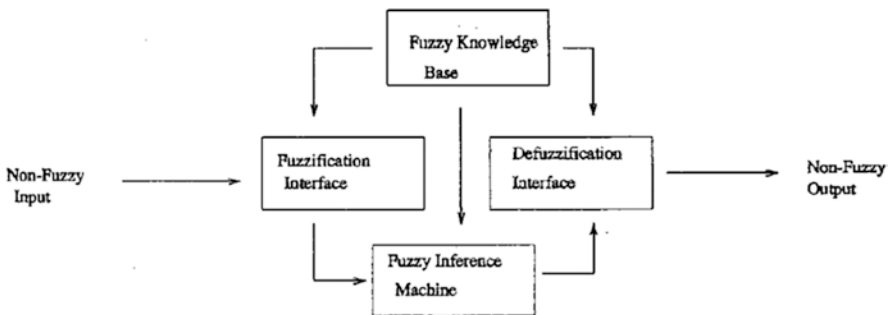 Fuzzy Knowledge
Base
Fuzzification
Interface
Defuzzification
Interface
Non-Fuzzy
Input
Non-Fuzzy
Output
Fuzzy Inference
Machine